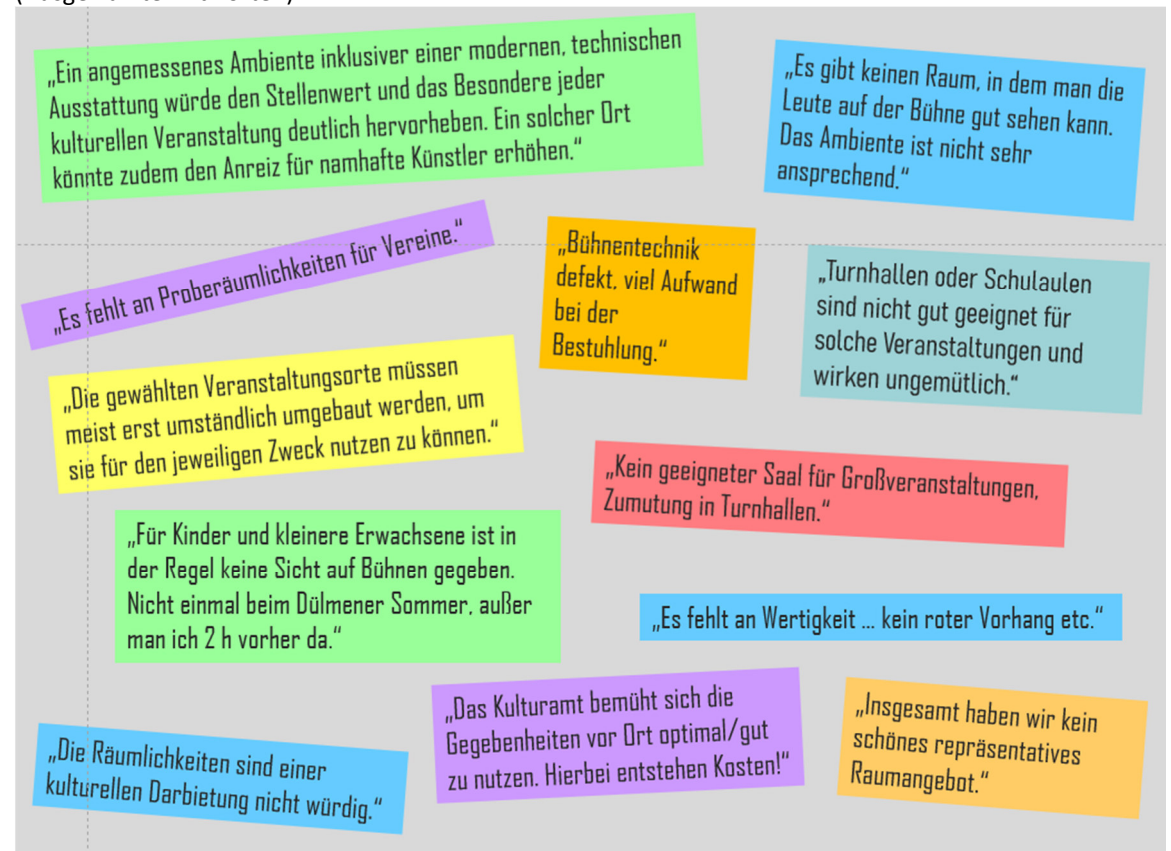 „Ein angemessenes Ambiente inklusiver einer modernen, technischen
Ausstattung würde den Stellenwert und das Besondere jeder
kulturellen Veranstaltung deutlich hervorheben. Ein solcher Ort
könnte zudem den Anreiz für namhafte Künstler erhöhen.“
„Es gibt keinen Raum, in dem man die
Leute auf der Bühne gut sehen kann.
Das Ambiente ist nicht sehr
ansprechend.“
„Es fehlt an Proberäumlichkeiten für Vereine.“
„Bühnentechnik
defekt, viel Aufwand
bei der
Bestuhlung.“
„Turnhallen oder Schulaulen
sind nicht gut geeignet für
solche Veranstaltungen und
wirken ungemütlich.“
„Die gewählten Veranstaltungsorte müssen
meist erst umständlich umgebaut werden, um
sie für den jeweiligen Zweck nutzen zu können.“
„Kein geeigneter Saal für Großveranstaltungen,
Zumutung in Turnhallen.“
„Für Kinder und kleinere Erwachsene ist in
der Regel keine Sicht auf Bühnen gegeben.
Nicht einmal beim Dülmener Sommer, außer
man ich 2 h vorher da.“
„Es fehlt an Wertigkeit ... kein roter Vorhang etc.“
„Das Kulturamt bemüht sich die
Gegebenheiten vor Ort optimal/gut
zu nutzen. Hierbei entstehen Kosten!“
„Insgesamt haben wir kein
schönes repräsentatives
Raumangebot.“
„Die Räumlichkeiten sind einer
kulturellen Darbietung nicht würdig.“